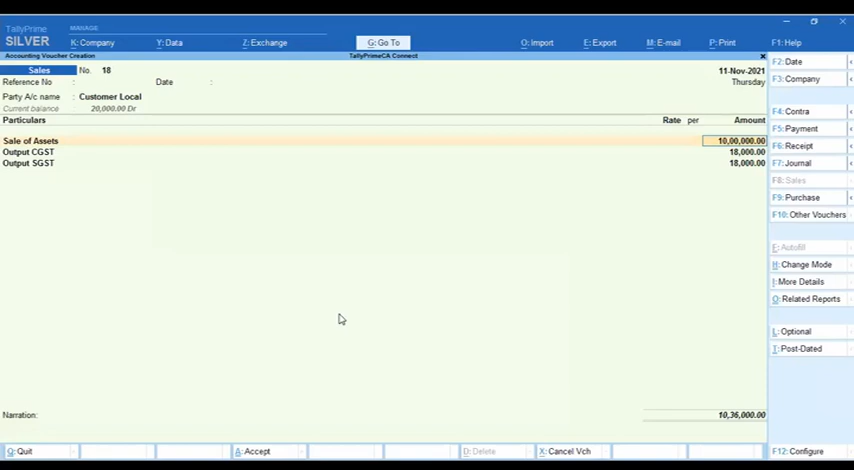 TallyPrime MANAGE
SILVER K: Company Y: Data Z: Exchange G: Go To O: Import E: Export M: E-mail P: Print F1: Help
Accounting Voucher Creation TallyPrimeCA Connect
Sales No. 18 11-Nov-2021
Reference No : Date : Thursday
Party A/c name : Customer Local
Current balance : 20,000.00 Dr
Particulars Rate per Amount
Sale of Assets 10,00,000.00
Output CGST 18,000.00
Output SGST 18,000.00
Narration: 10,36,000.00
Q: Quit A: Accept D: Delete X: Cancel Vch F12: Configure
F2: Date
F3: Company
F4: Contra
F5: Payment
F6: Receipt
F7: Journal
F8: Sales
F9: Purchase
F10: Other Vouchers
F: Autofill
H: Change Mode
I: More Details
O: Related Reports
L: Optional
T: Post-Dated